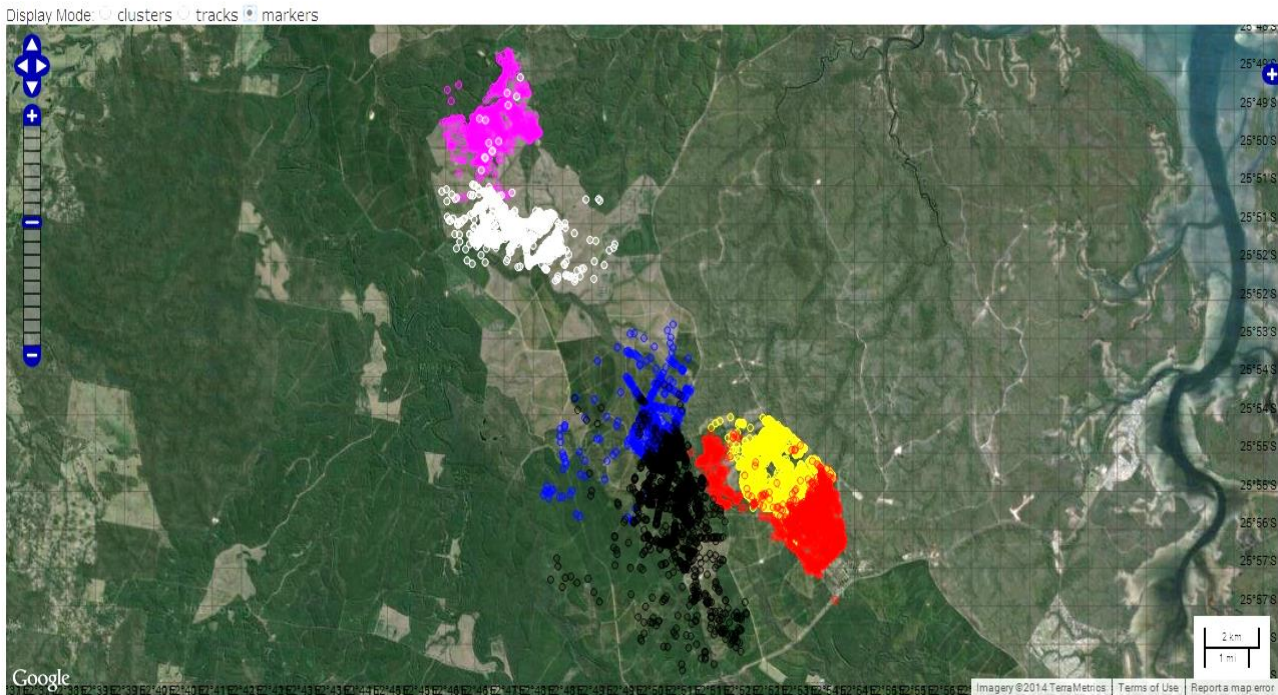 Display Mode: clusters tracks markers
25°49'S
25°49'S
25°50'S
25°51'S
25°51'S
25°52'S
25°52'S
25°53'S
25°54'S
25°54'S
25°55'S
25°56'S
25°57'S
25°57'S
2 km
1 mi
Google
Imagery ©2014 TerraMetrics Terms of Use Report a map error